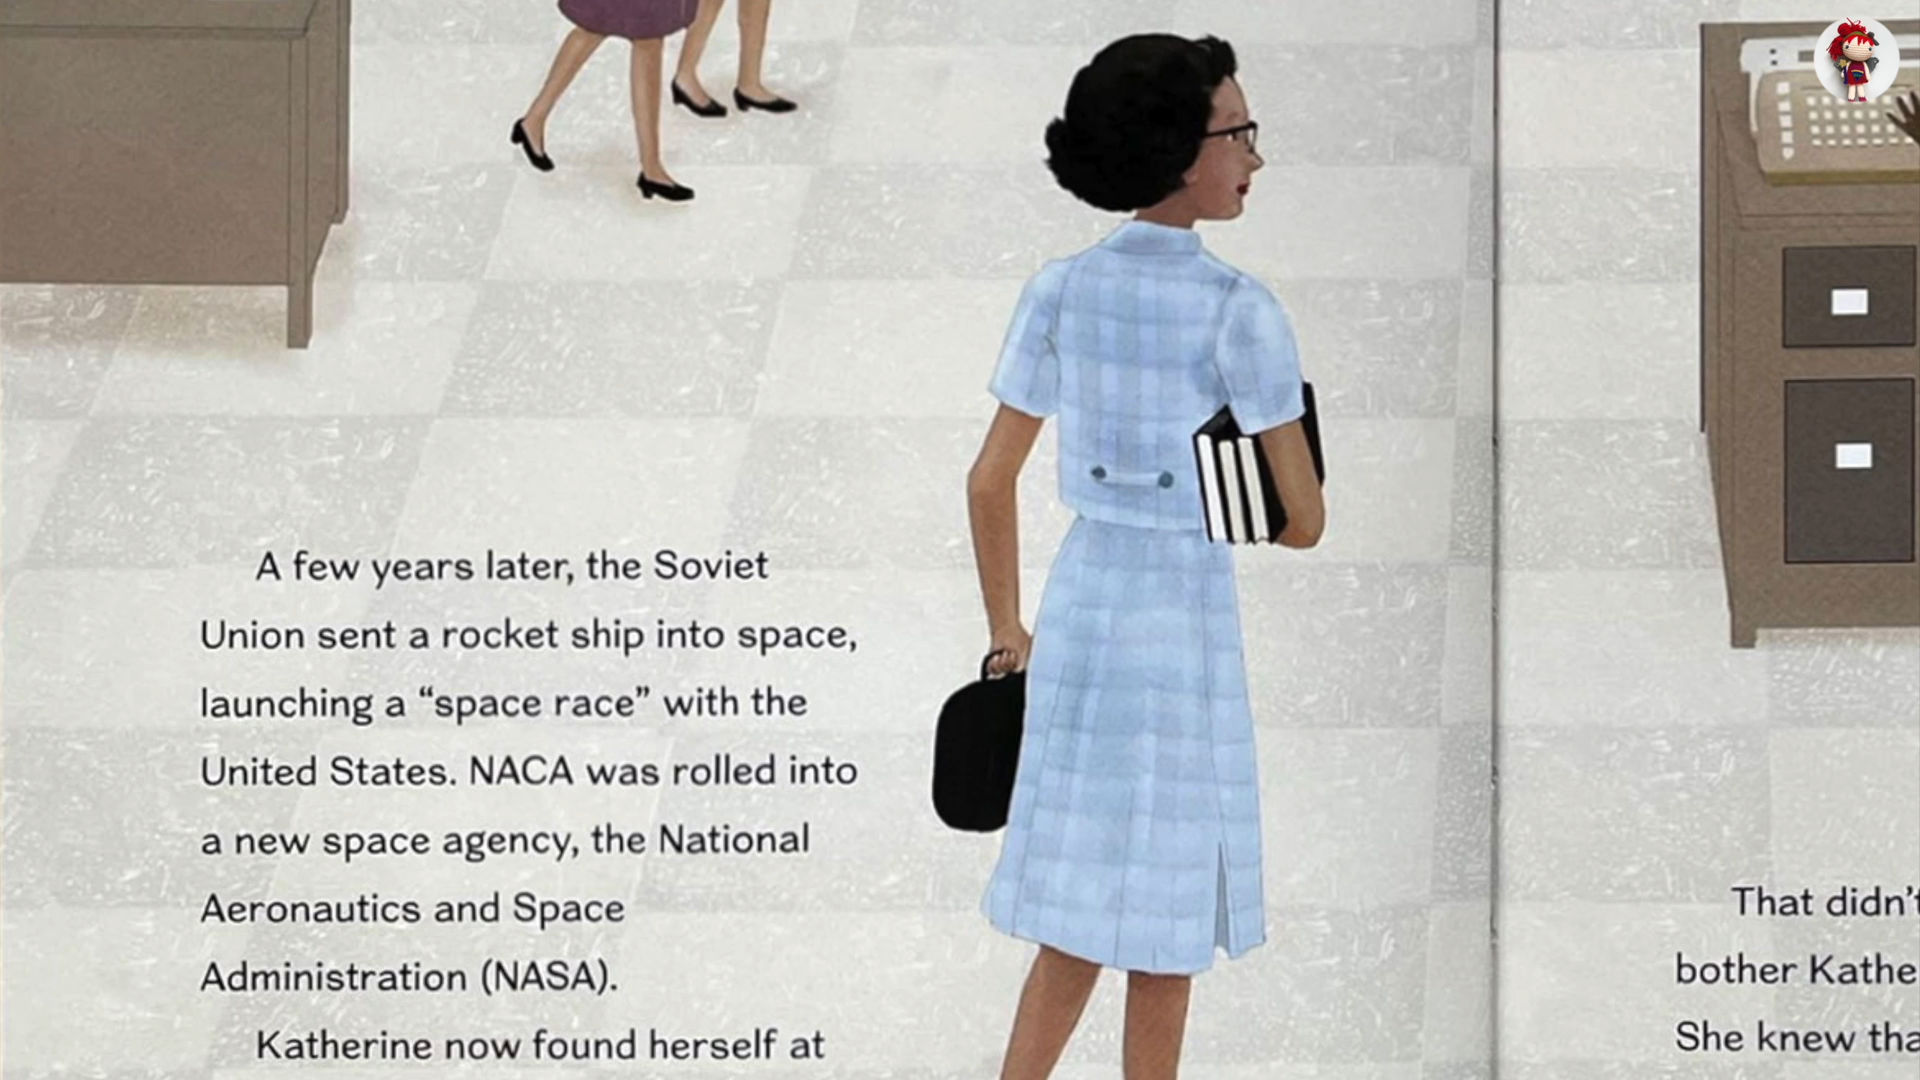 A few years later, the Soviet
Union sent a rocket ship into space,
launching a “space race” with the
United States. NACA was rolled into
a new space agency, the National
Aeronautics and Space
Administration (NASA).
Katherine now found herself at
That didn’t
bother
She knew